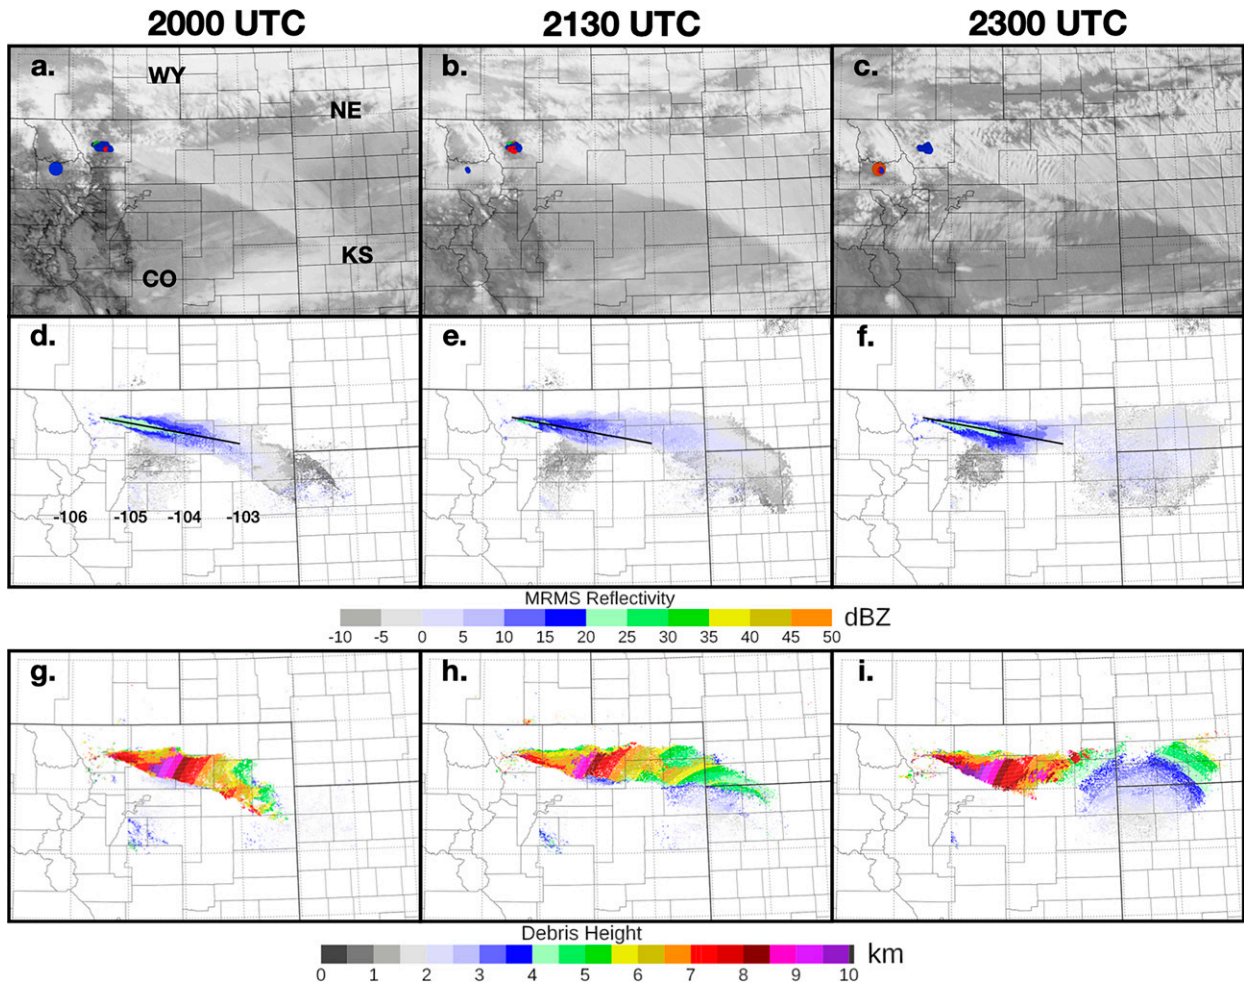 2000 UTC 2130 UTC 2300 UTC
a. b. c.
WY
NE
KS
CO
d. e. f.
-106 -105 -104 -103
MRMS Reflectivity
dBZ
-10 -5 0 5 10 15 20 25 30 35 40 45 50
g. h. i.
Debris Height
km
0 1 2 3 4 5 6 7 8 9 10